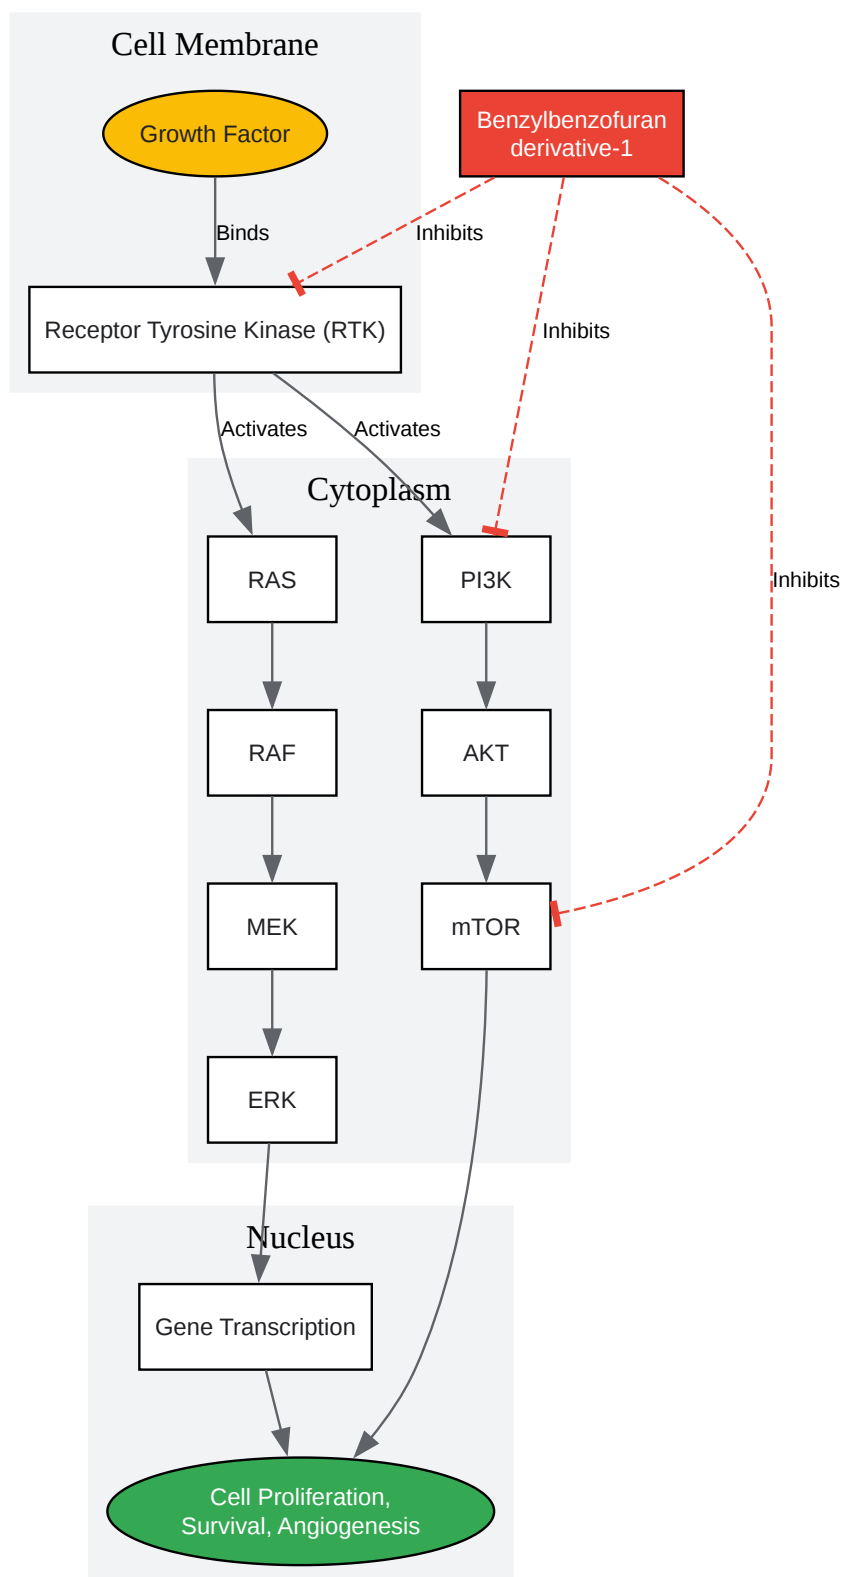 Cell Membrane
Growth Factor
Benzylbenzofuran
derivative-1
Binds
Inhibits
Receptor Tyrosine Kinase (RTK)
Inhibits
Activates
Activates
Cytoplasm
RAS
PI3K
Inhibits
RAF
AKT
MEK
mTOR
ERK
Nucleus
Gene Transcription
Cell Proliferation,
Survival, Angiogenesis